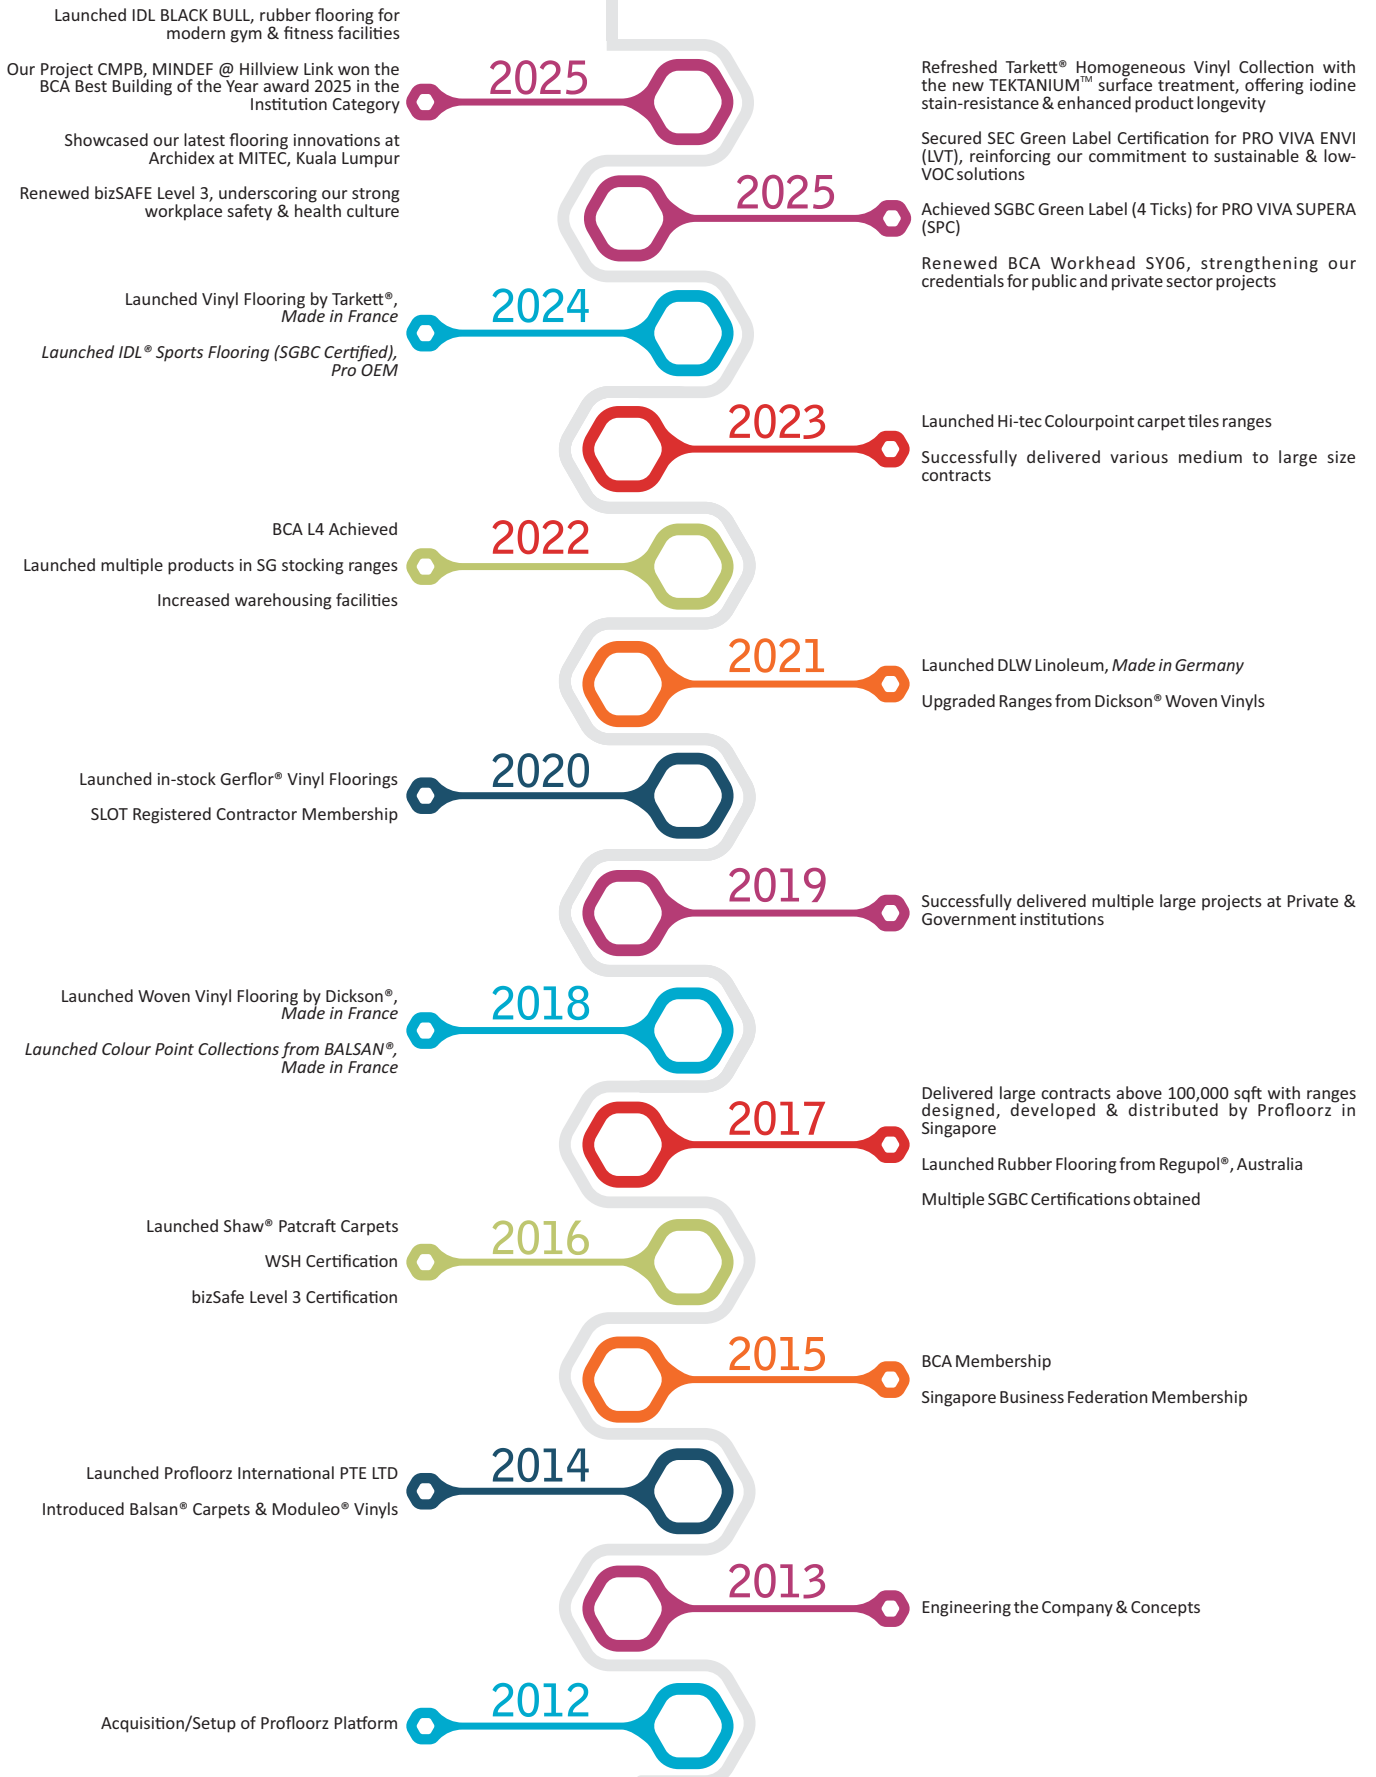 Launched IDL BLACK BULL, rubber flooring for
modern gym & fitness facilities
Our Project CMPB, MINDEF @ Hillview Link won the
BCA Best Building of the Year award 2025 in the
Institution Category
Showcased our latest flooring innovations at
Archidex at MITEC, Kuala Lumpur
Renewed bizSAFE Level 3, underscoring our strong
workplace safety & health culture
2025
Refreshed Tarkett® Homogeneous Vinyl Collection with
the new TEKTANIUM™ surface treatment, offering iodine
stain-resistance & enhanced product longevity
Secured SEC Green Label Certification for PRO VIVA ENVI
(LVT), reinforcing our commitment to sustainable & low-
VOC solutions
2025
Achieved SGBC Green Label (4 Ticks) for PRO VIVA SUPERA
(SPC)
Renewed BCA Workhead SY06, strengthening our
credentials for public and private sector projects
2024
Launched Vinyl Flooring by Tarkett®,
Made in France
Launched IDL® Sports Flooring (SGBC Certified),
Pro OEM
2023
Launched Hi-tec Colourpoint carpet tiles ranges
Successfully delivered various medium to large size
contracts
2022
BCA L4 Achieved
Launched multiple products in SG stocking ranges
Increased warehousing facilities
2021
Launched DLW Linoleum, Made in Germany
Upgraded Ranges from Dickson® Woven Vinyls
2020
Launched in-stock Gerflor® Vinyl Floorings
SLOT Registered Contractor Membership
2019
Successfully delivered multiple large projects at Private &
Government institutions
2018
Launched Woven Vinyl Flooring by Dickson®,
Made in France
Launched Colour Point Collections from BALSAN®,
Made in France
2017
Delivered large contracts above 100,000 sqft with ranges
designed, developed & distributed by Profloorz in
Singapore
Launched Rubber Flooring from Regupol®, Australia
Multiple SGBC Certifications obtained
2016
Launched Shaw® Patcraft Carpets
WSH Certification
bizSafe Level 3 Certification
2015
BCA Membership
Singapore Business Federation Membership
2014
Launched Profloorz International PTE LTD
Introduced Balsan® Carpets & Moduleo® Vinyls
2013
Engineering the Company & Concepts
2012
Acquisition/Setup of Profloorz Platform